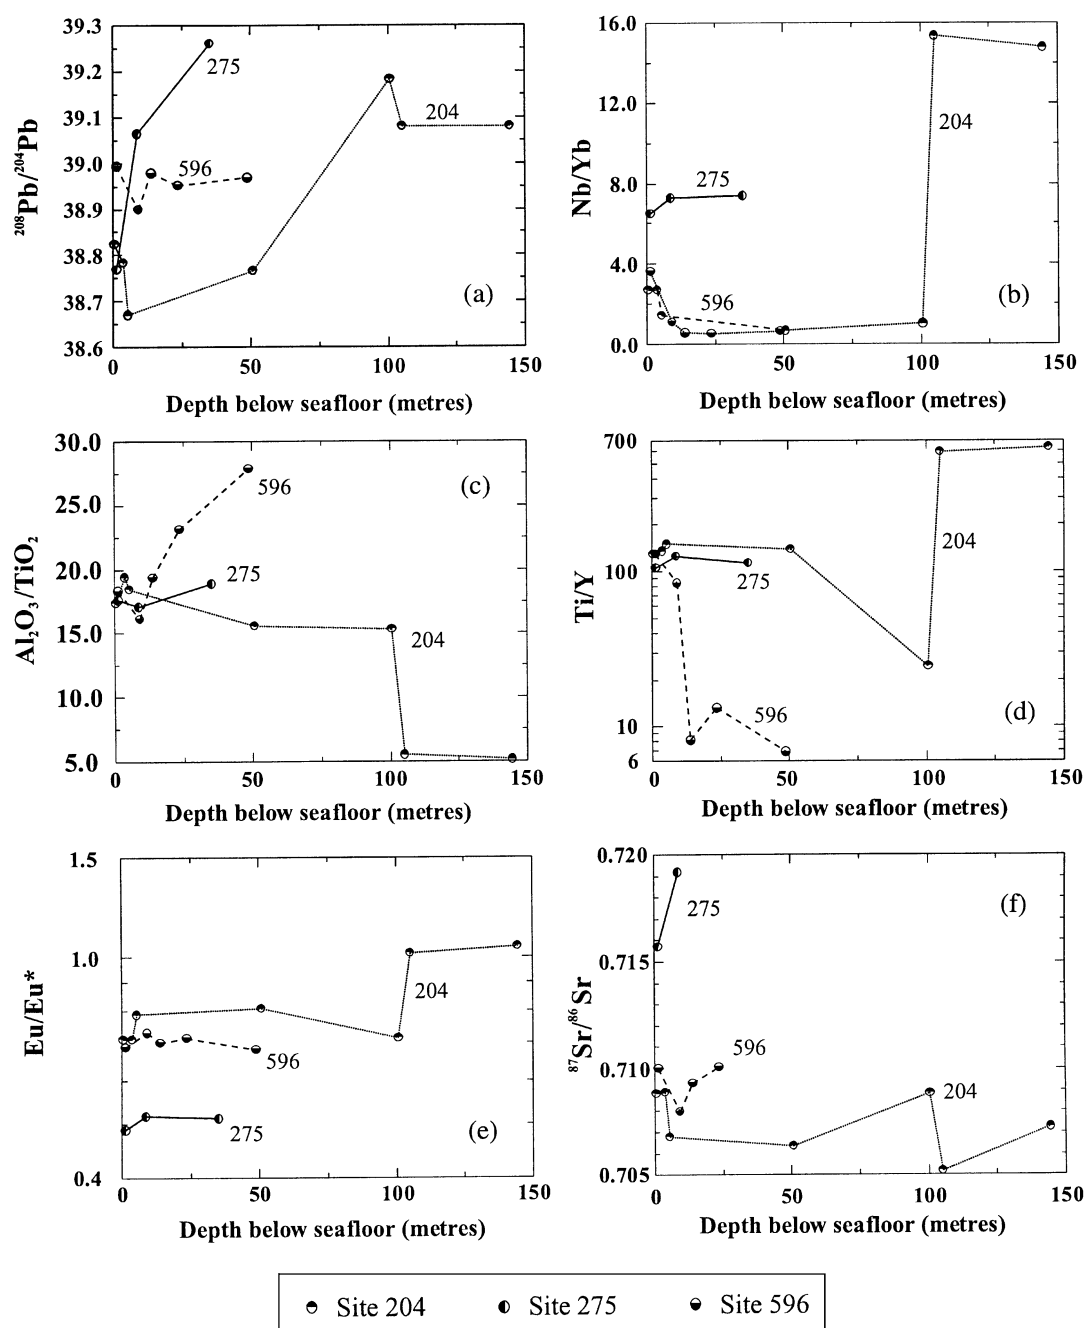 39.3
39.2
39.1
39.0
38.9
38.8
38.7
38.6
²⁰⁸Pb/²⁰⁴Pb
275
596
204
(a)
0 50 100 150
Depth below seafloor (metres)
16.0
12.0
8.0
4.0
0.0
Nb/Yb
204
275
596
(b)
0 50 100 150
Depth below seafloor (metres)
30.0
25.0
20.0
15.0
10.0
5.0
Al₂O₃/TiO₂
596
275
204
(c)
0 50 100 150
Depth below seafloor (metres)
700
100
10
6
Ti/Y
204
275
596
(d)
0 50 100 150
Depth below seafloor (metres)
1.5
1.0
0.4
Eu/Eu*
204
596
275
(e)
0 50 100 150
Depth below seafloor (metres)
0.720
0.715
0.710
0.705
⁸⁷Sr/⁸⁶Sr
275
596
204
(f)
0 50 100 150
Depth below seafloor (metres)
Site 204 Site 275 Site 596